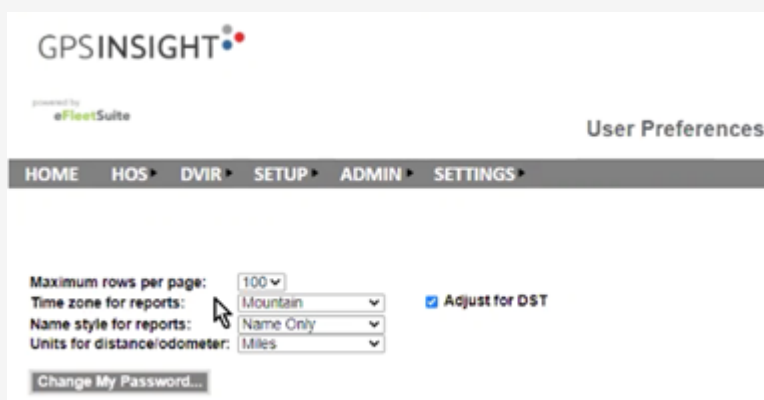 GPSINSIGHT
powered by
eFleetSuite
User Preferences
HOME HOS DVIR SETUP ADMIN SETTINGS
Maximum rows per page: 100
Time zone for reports: Mountain Adjust for DST
Name style for reports: Name Only
Units for distance/odometer: Miles
Change My Password...